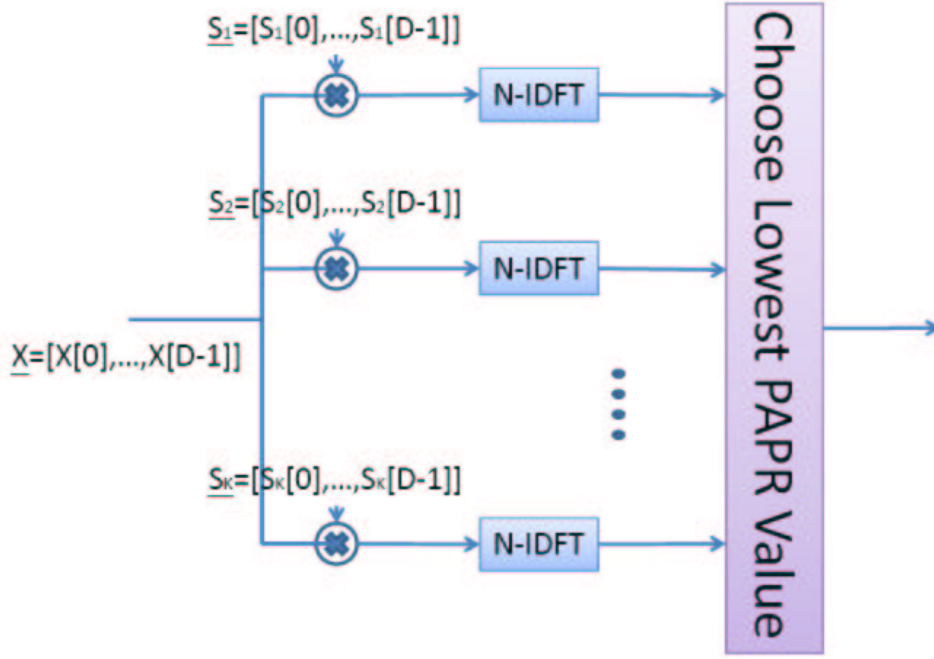 S₁=[S₁[0],...,S₁[D-1]]
N-IDFT
S₂=[S₂[0],...,S₂[D-1]]
N-IDFT
X=[X[0],...,X[D-1]]
Sₖ=[Sₖ[0],...,Sₖ[D-1]]
N-IDFT
Choose Lowest PAPR Value